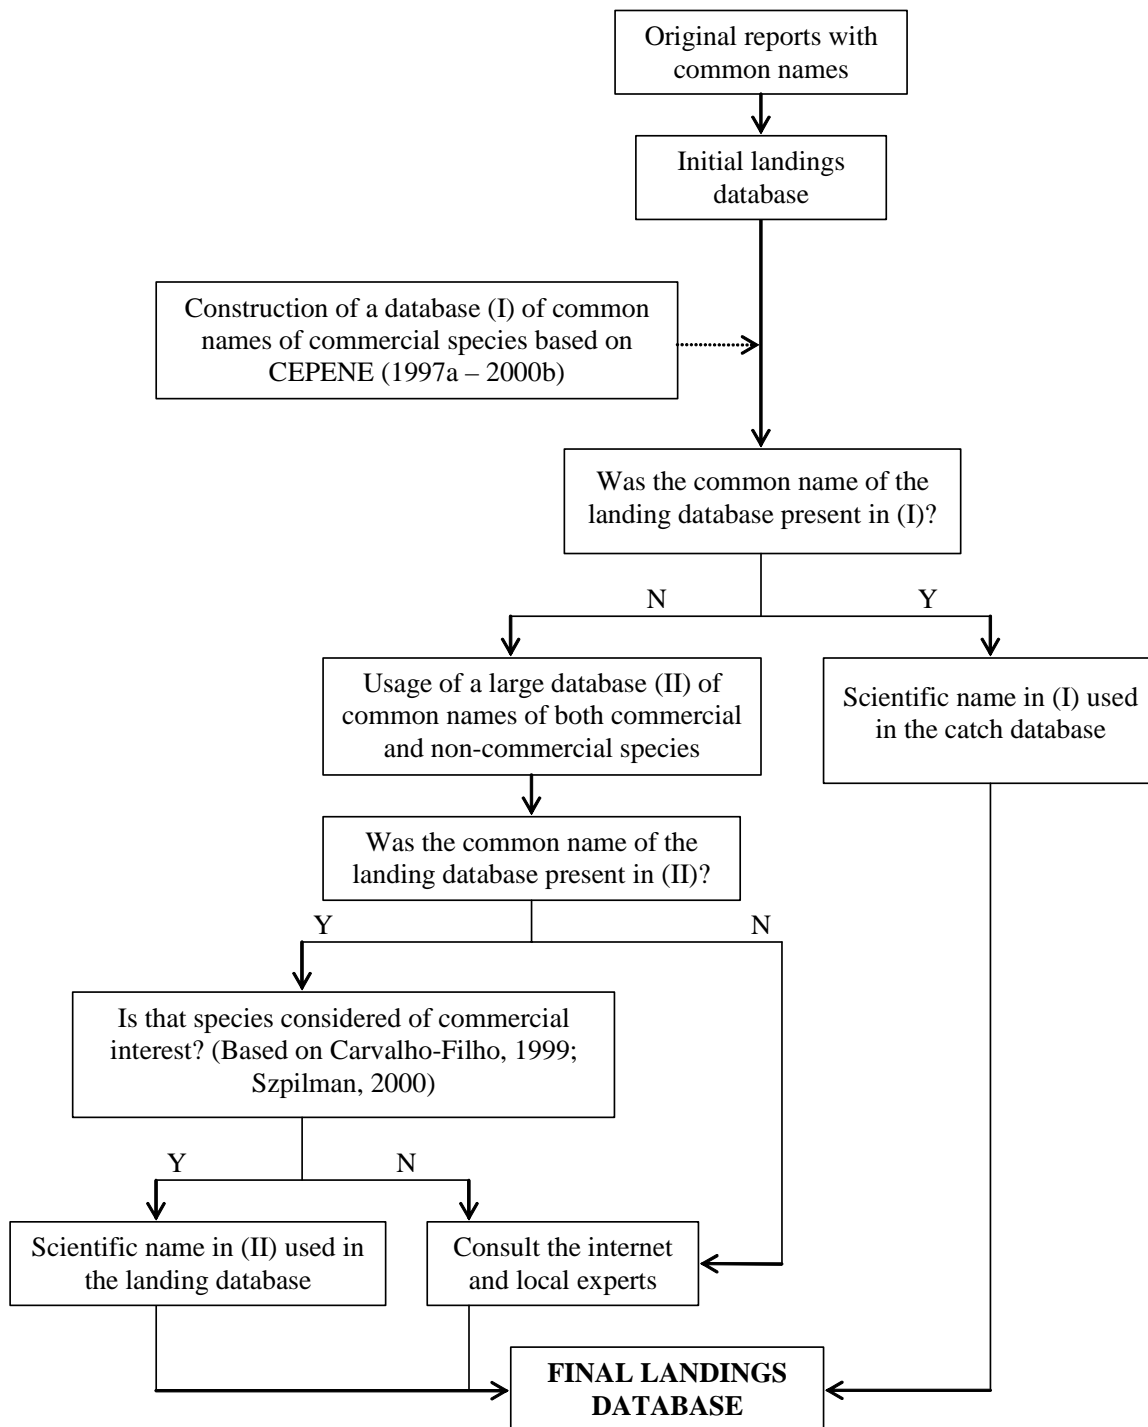 Original reports with
common names
Initial landings
database
Construction of a database (I) of common
names of commercial species based on
CEPENE (1997a – 2000b)
Was the common name of the
landing database present in (I)?
N
Y
Usage of a large database (II) of
common names of both commercial
and non-commercial species
Scientific name in (I) used
in the catch database
Was the common name of the
landing database present in (II)?
Y
N
Is that species considered of commercial
interest? (Based on Carvalho-Filho, 1999;
Szpilman, 2000)
Y
N
Scientific name in (II) used in
the landing database
Consult the internet
and local experts
FINAL LANDINGS
DATABASE